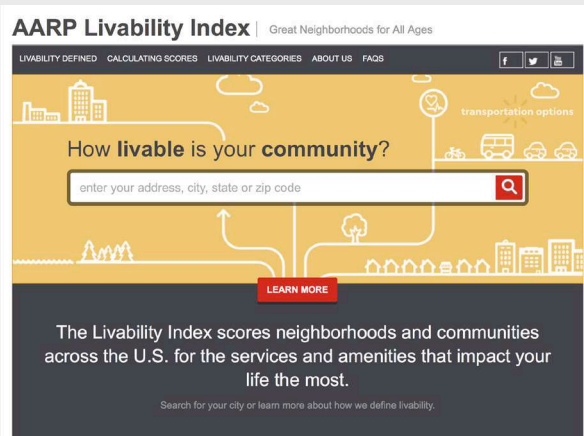 AARP Livability Index | Great Neighborhoods for All Ages
LIVABILITY DEFINED CALCULATING SCORES LIVABILITY CATEGORIES ABOUT US FAQS
f You
transportation options
How livable is your community?
enter your address, city, state or zip code
LEARN MORE
The Livability Index scores neighborhoods and communities
across the U.S. for the services and amenities that impact your
life the most.
Search for your city or learn more about how we define livability.